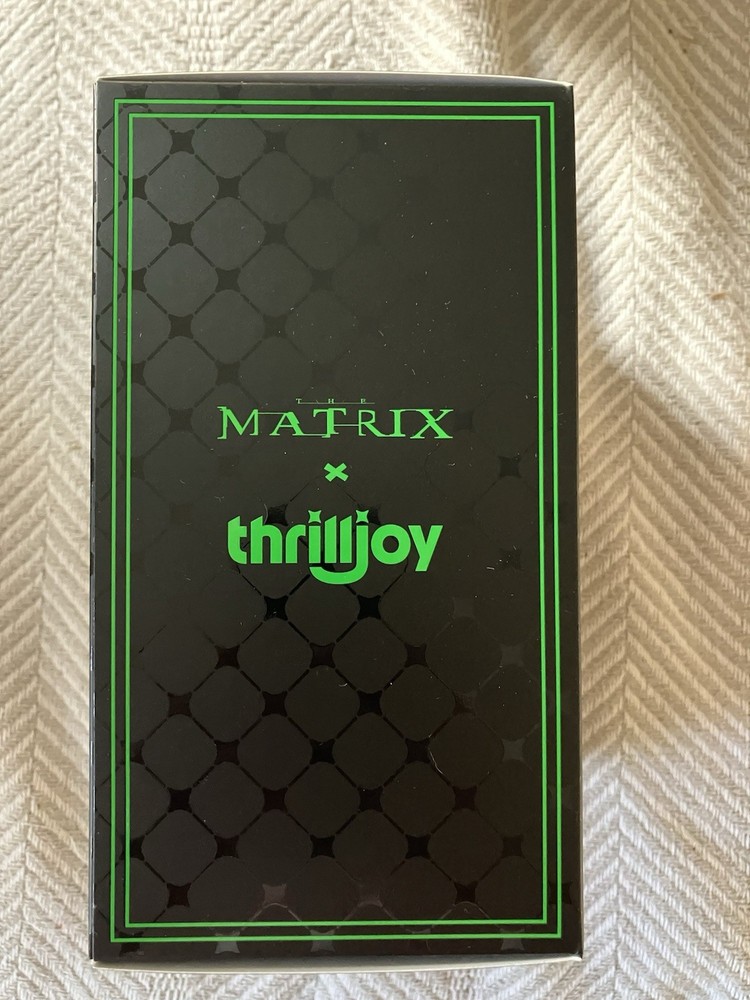 THE
MATRIX
×
thrilljoy